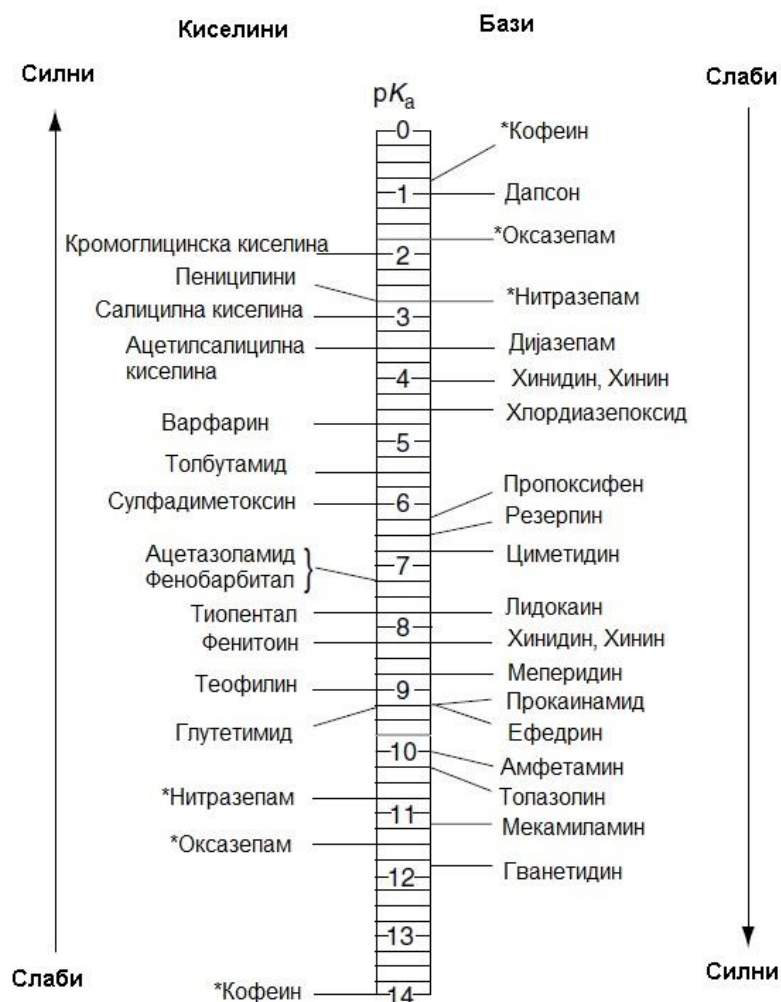 Киселини
Бази
Силни
Слаби
pKa
0
1
2
3
4
5
6
7
8
9
10
11
12
13
14
Кромоглицинска киселина
Пеницилини
Салицилна киселина
Ацетилсалицилна
киселина
Варфарин
Толбутамид
Сулфадиметоксин
Ацетазоламид
Фенобарбитал
Тиопентал
Фенитоин
Теофилин
Глутетимид
*Нитразепам
*Оксазепам
*Кофеин
*Кофеин
Дапсон
*Оксазепам
*Нитразепам
Дијазепам
Хинидин, Хинин
Хлордиазепоксид
Пропоксифен
Резерпин
Циметидин
Лидокаин
Хинидин, Хинин
Меперидин
Прокаинамид
Ефедрин
Амфетамин
Толазолин
Мекамиламин
Гванетидин
Слаби
Силни